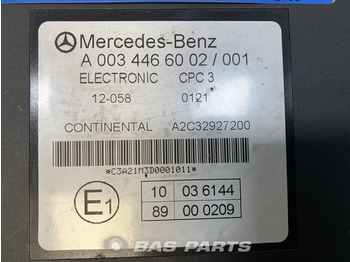 Mercedes-Benz
A 003 446 60 02 / 001
ELECTRONIC CPC 3
12-058 0121
CONTINENTAL A2C32927200
*C3A21M3D0001011*
E1
10 03 6144
89 00 0209
BAS PARTS